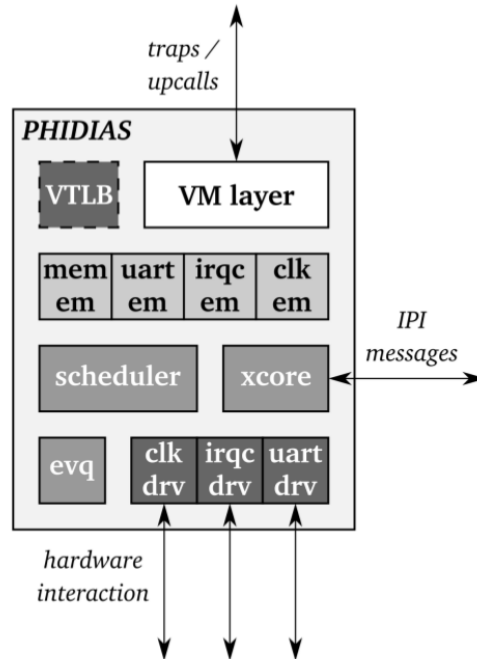 traps /
upcalls
PHIDIAS
VTLB
VM layer
mem
em
uart
em
irqc
em
clk
em
IPI
messages
scheduler
xcore
evq
clk
drv
irqc
drv
uart
drv
hardware
interaction